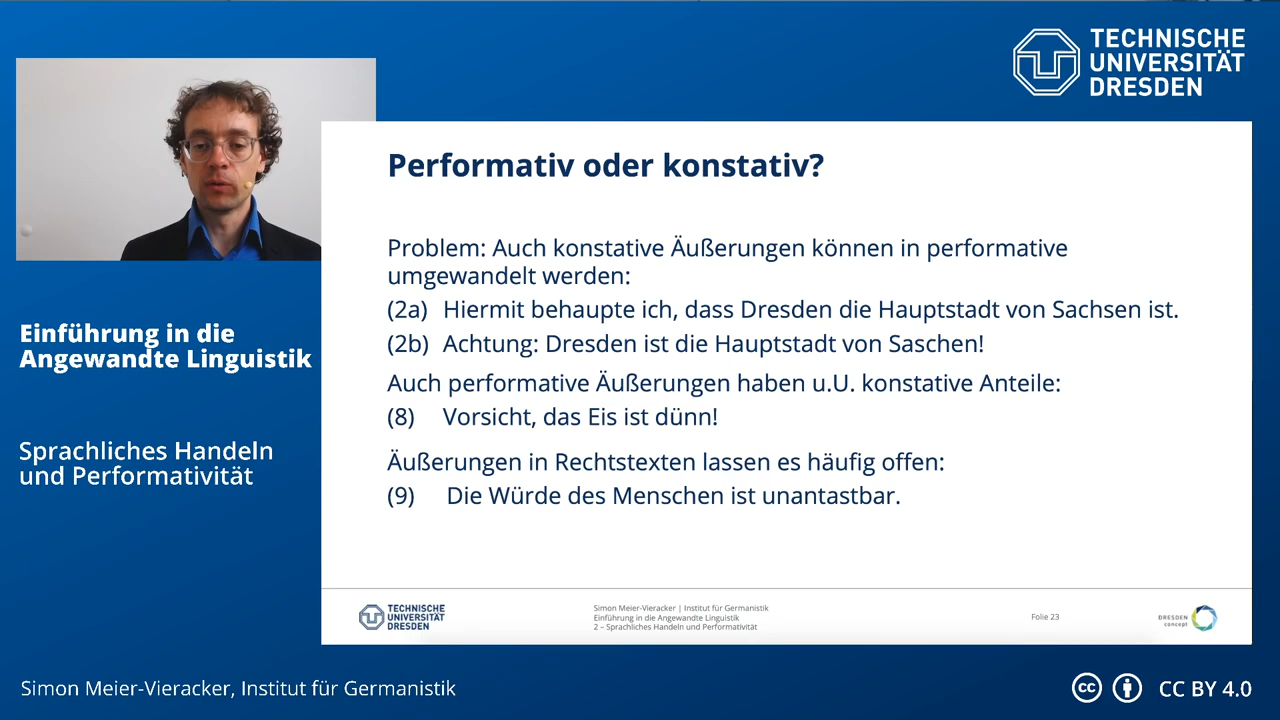 TECHNISCHE
UNIVERSITÄT
DRESDEN
Performativ oder konstativ?
Problem: Auch konstative Äußerungen können in performative
umgewandelt werden:
(2a) Hiermit behaupte ich, dass Dresden die Hauptstadt von Sachsen ist.
(2b) Achtung: Dresden ist die Hauptstadt von Saschen!
Auch performative Äußerungen haben u.U. konstative Anteile:
(8) Vorsicht, das Eis ist dünn!
Äußerungen in Rechtstexten lassen es häufig offen:
(9) Die Würde des Menschen ist unantastbar.
Einführung in die
Angewandte Linguistik
Sprachliches Handeln
und Performativität
TECHNISCHE
UNIVERSITÄT
DRESDEN
Simon Meier-Vieracker | Institut für Germanistik
Einführung in die Angewandte Linguistik
2 – Sprachliches Handeln und Performativität
Folie 23
DRESDEN
concept
Simon Meier-Vieracker, Institut für Germanistik
cc CC BY 4.0